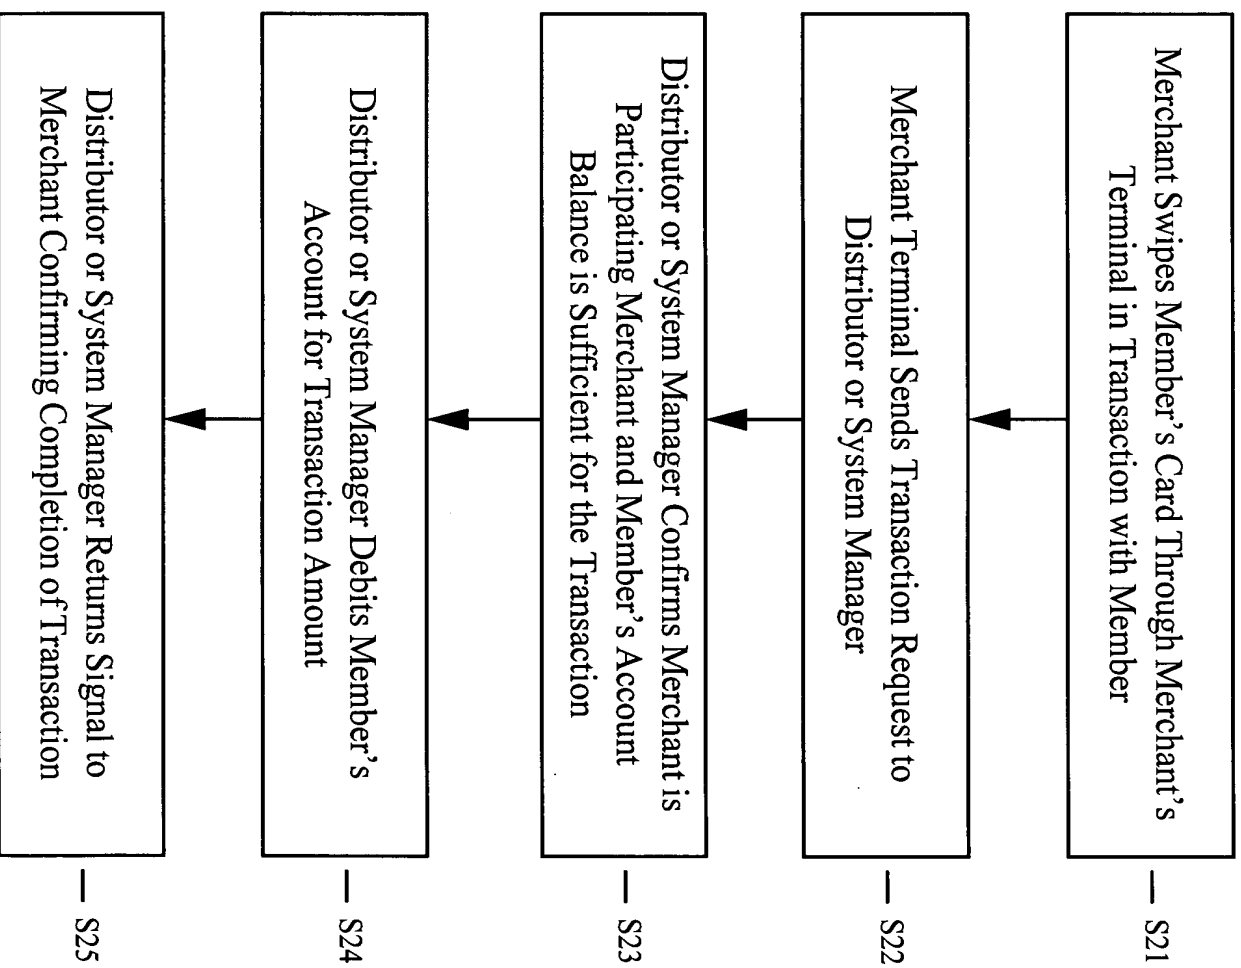 Merchant Swipes Member's Card Through Merchant's
Terminal in Transaction with Member
S21
Merchant Terminal Sends Transaction Request to
Distributor or System Manager
S22
Distributor or System Manager Confirms Merchant is
Participating Merchant and Member's Account
Balance is Sufficient for the Transaction
S23
Distributor or System Manager Debits Member's
Account for Transaction Amount
S24
Distributor or System Manager Returns Signal to
Merchant Confirming Completion of Transaction
S25